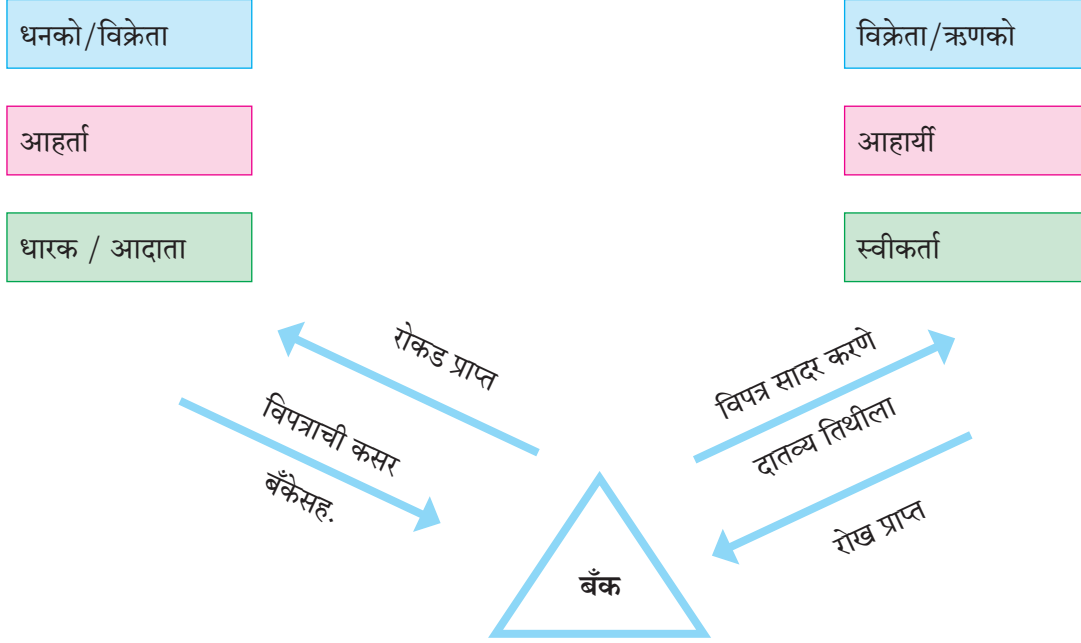 धनको/विक्रेता
विक्रेता/ऋणको
आहर्ता
आहार्यी
धारक / आदाता
स्वीकर्ता
रोकड प्राप्त
विपत्राची कसर
बँकेसह.
विपत्र सादर करणे
दातव्य तिथीला
रोख प्राप्त
बँक